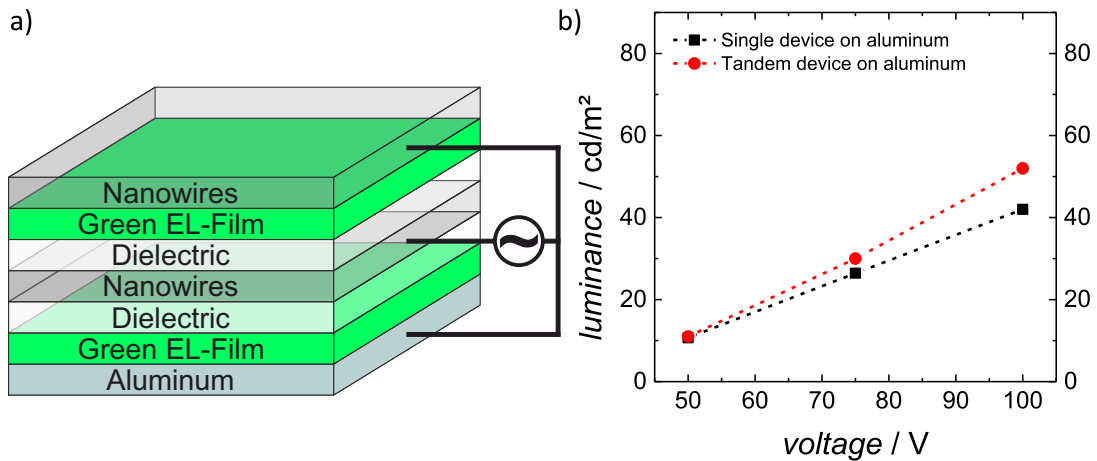 a)
Nanowires
Green EL-Film
Dielectric
Nanowires
Dielectric
Green EL-Film
Aluminum
~
b)
Single device on aluminum
Tandem device on aluminum
80
60
40
20
0
80
60
40
20
0
50 60 70 80 90 100
luminance / cd/m²
voltage / V